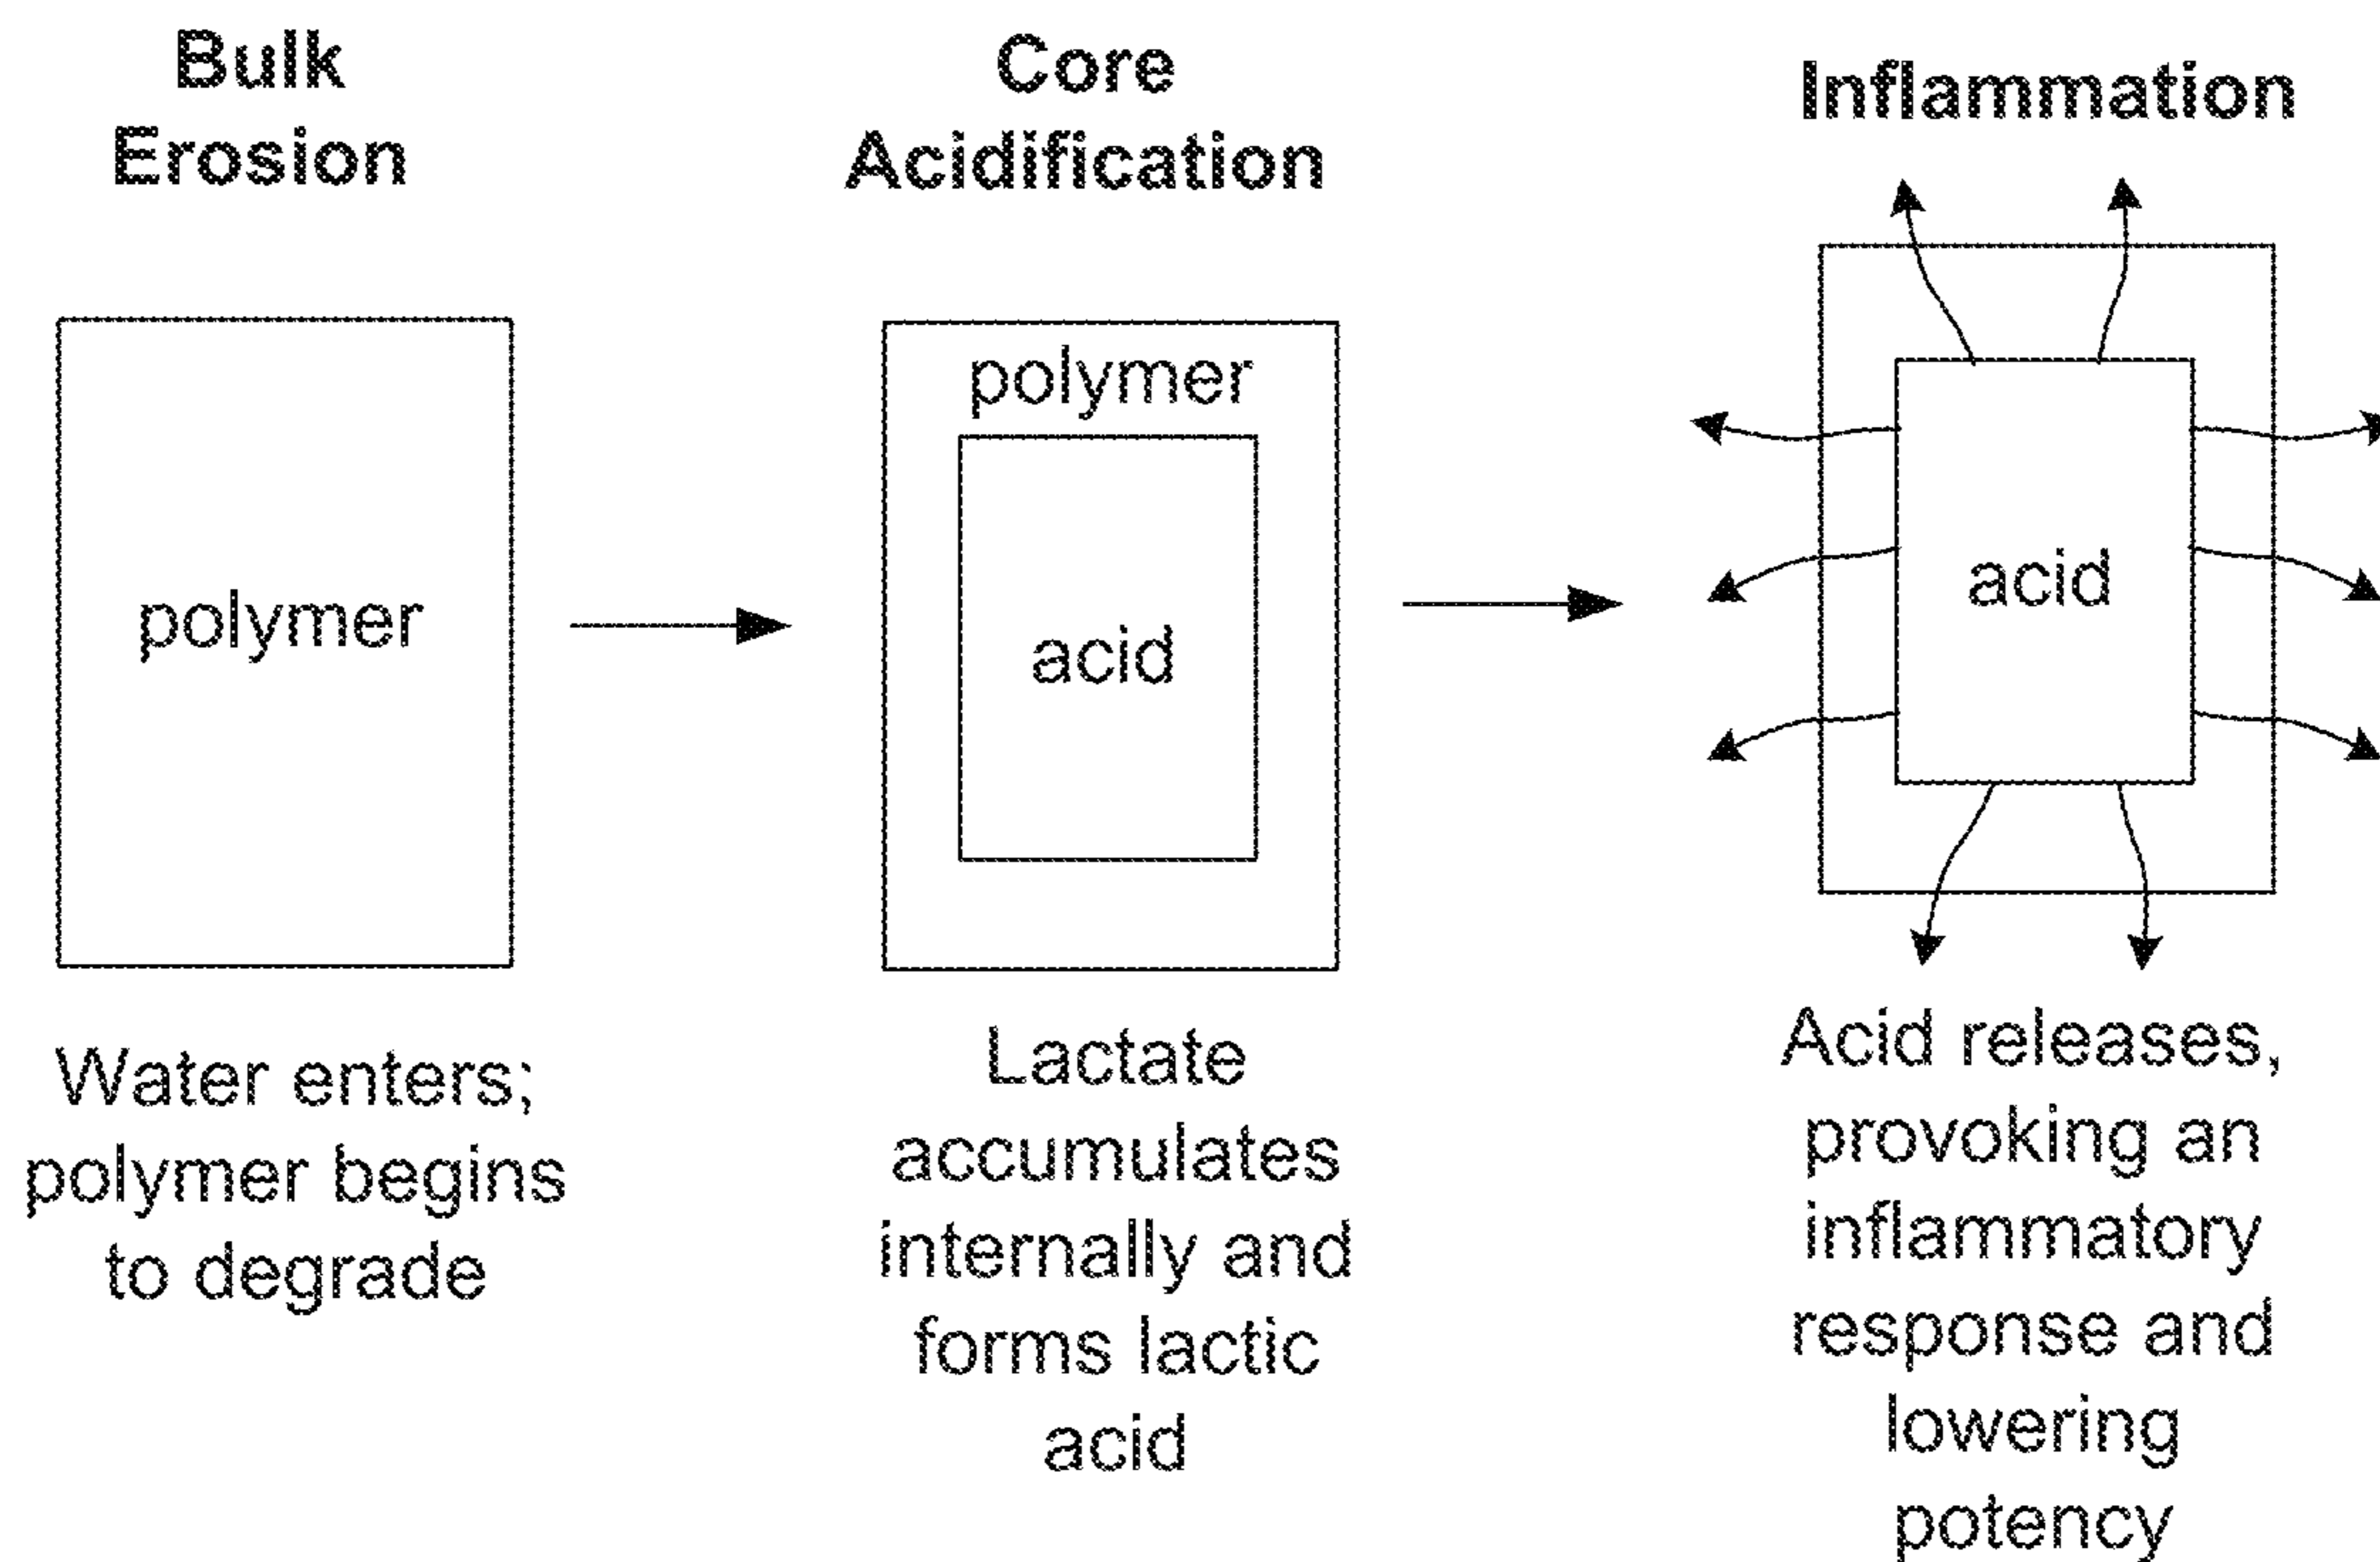 Bulk
Erosion
polymer
Water enters;
polymer begins
to degrade
Core
Acidification
polymer
acid
Lactate
accumulates
internally and
forms lactic
acid
Inflammation
acid
Acid releases,
provoking an
inflammatory
response and
lowering
potency